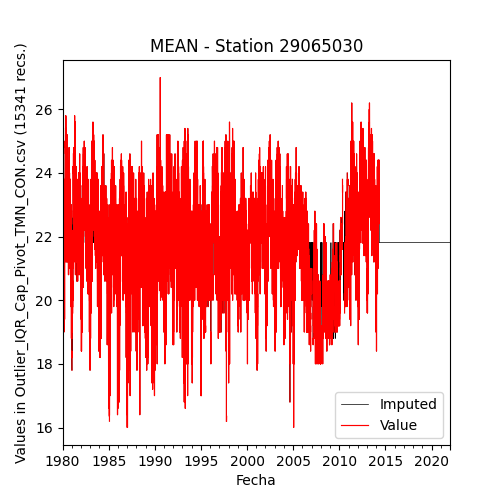 MEAN - Station 29065030
Values in Outlier_IQR_Cap_Pivot_TMN_CON.csv (15341 recs.)
26
24
22
20
18
16
1980 1985 1990 1995 2000 2005 2010 2015 2020
Fecha
Imputed
Value